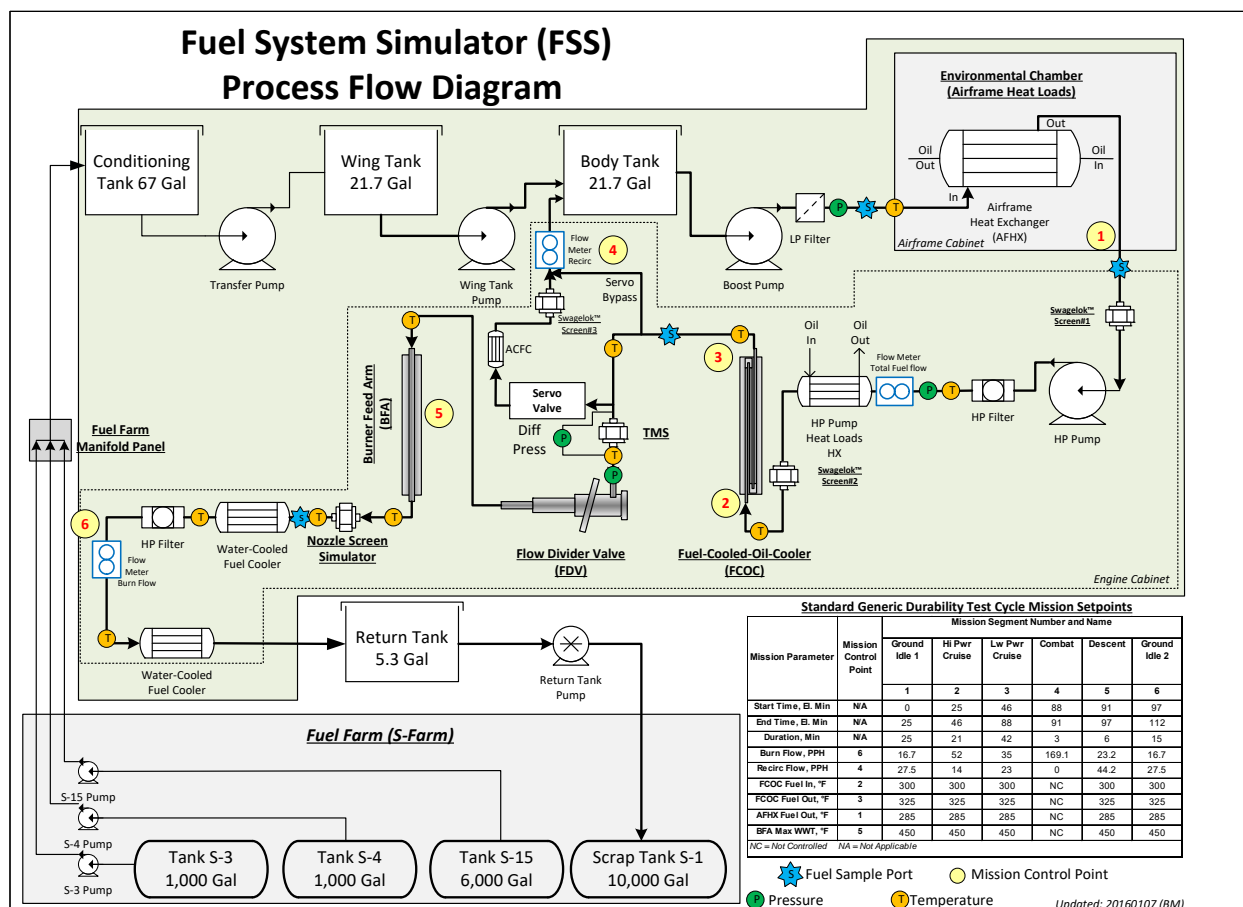 Fuel System Simulator (FSS)
Process Flow Diagram
Environmental Chamber
(Airframe Heat Loads)
Out
Oil
Out
Oil
In
In
Airframe
Heat Exchanger
(AFHX)
Airframe Cabinet
Conditioning
Tank 67 Gal
Wing Tank
21.7 Gal
Body Tank
21.7 Gal
Transfer Pump
Wing Tank
Pump
Flow
Meter
Recirc
4
Boost Pump
LP Filter
P
S
T
1
S
Swagelok™
Screen#1
Servo
Bypass
Swagelok™
Screen#3
T
ACFC
T
S
T
3
Oil
In
Oil
Out
Flow Meter
Total Fuel flow
P
T
HP Filter
HP Pump
HP Pump
Heat Loads
HX
Swagelok™
Screen#2
Servo
Valve
Diff
Press
P
TMS
T
P
Burner Feed Arm
(BFA)
5
2
T
Fuel Farm
Manifold Panel
6
HP Filter
T
Water-Cooled
Fuel Cooler
S
T
Nozzle Screen
Simulator
T
Flow Divider Valve
(FDV)
Fuel-Cooled-Oil-Cooler
(FCOC)
Engine Cabinet
Flow
Meter
Burn Flow
T
Water-Cooled
Fuel Cooler
Return Tank
5.3 Gal
Return Tank
Pump
Fuel Farm (S-Farm)
S-15 Pump
S-4 Pump
S-3 Pump
Tank S-3
1,000 Gal
Tank S-4
1,000 Gal
Tank S-15
6,000 Gal
Scrap Tank S-1
10,000 Gal
Standard Generic Durability Test Cycle Mission Setpoints
Mission Parameter Mission Control Point Mission Segment Number and Name
Ground Idle 1 Hi Pwr Cruise Lw Pwr Cruise Combat Descent Ground Idle 2
1 2 3 4 5 6
Start Time, El. Min N/A 0 25 46 88 91 97
End Time, El. Min N/A 25 46 88 91 97 112
Duration, Min N/A 25 21 42 3 6 15
Burn Flow, PPH 6 16.7 52 35 169.1 23.2 16.7
Recirc Flow, PPH 4 27.5 14 23 0 44.2 27.5
FCOC Fuel In, °F 2 300 300 300 NC 300 300
FCOC Fuel Out, °F 3 325 325 325 NC 325 325
AFHX Fuel Out, °F 1 285 285 285 NC 285 285
BFA Max WWT, °F 5 450 450 450 NC 450 450
NC = Not Controlled NA = Not Applicable
S Fuel Sample Port
Mission Control Point
P Pressure
T Temperature
Updated: 20160107 (BM)